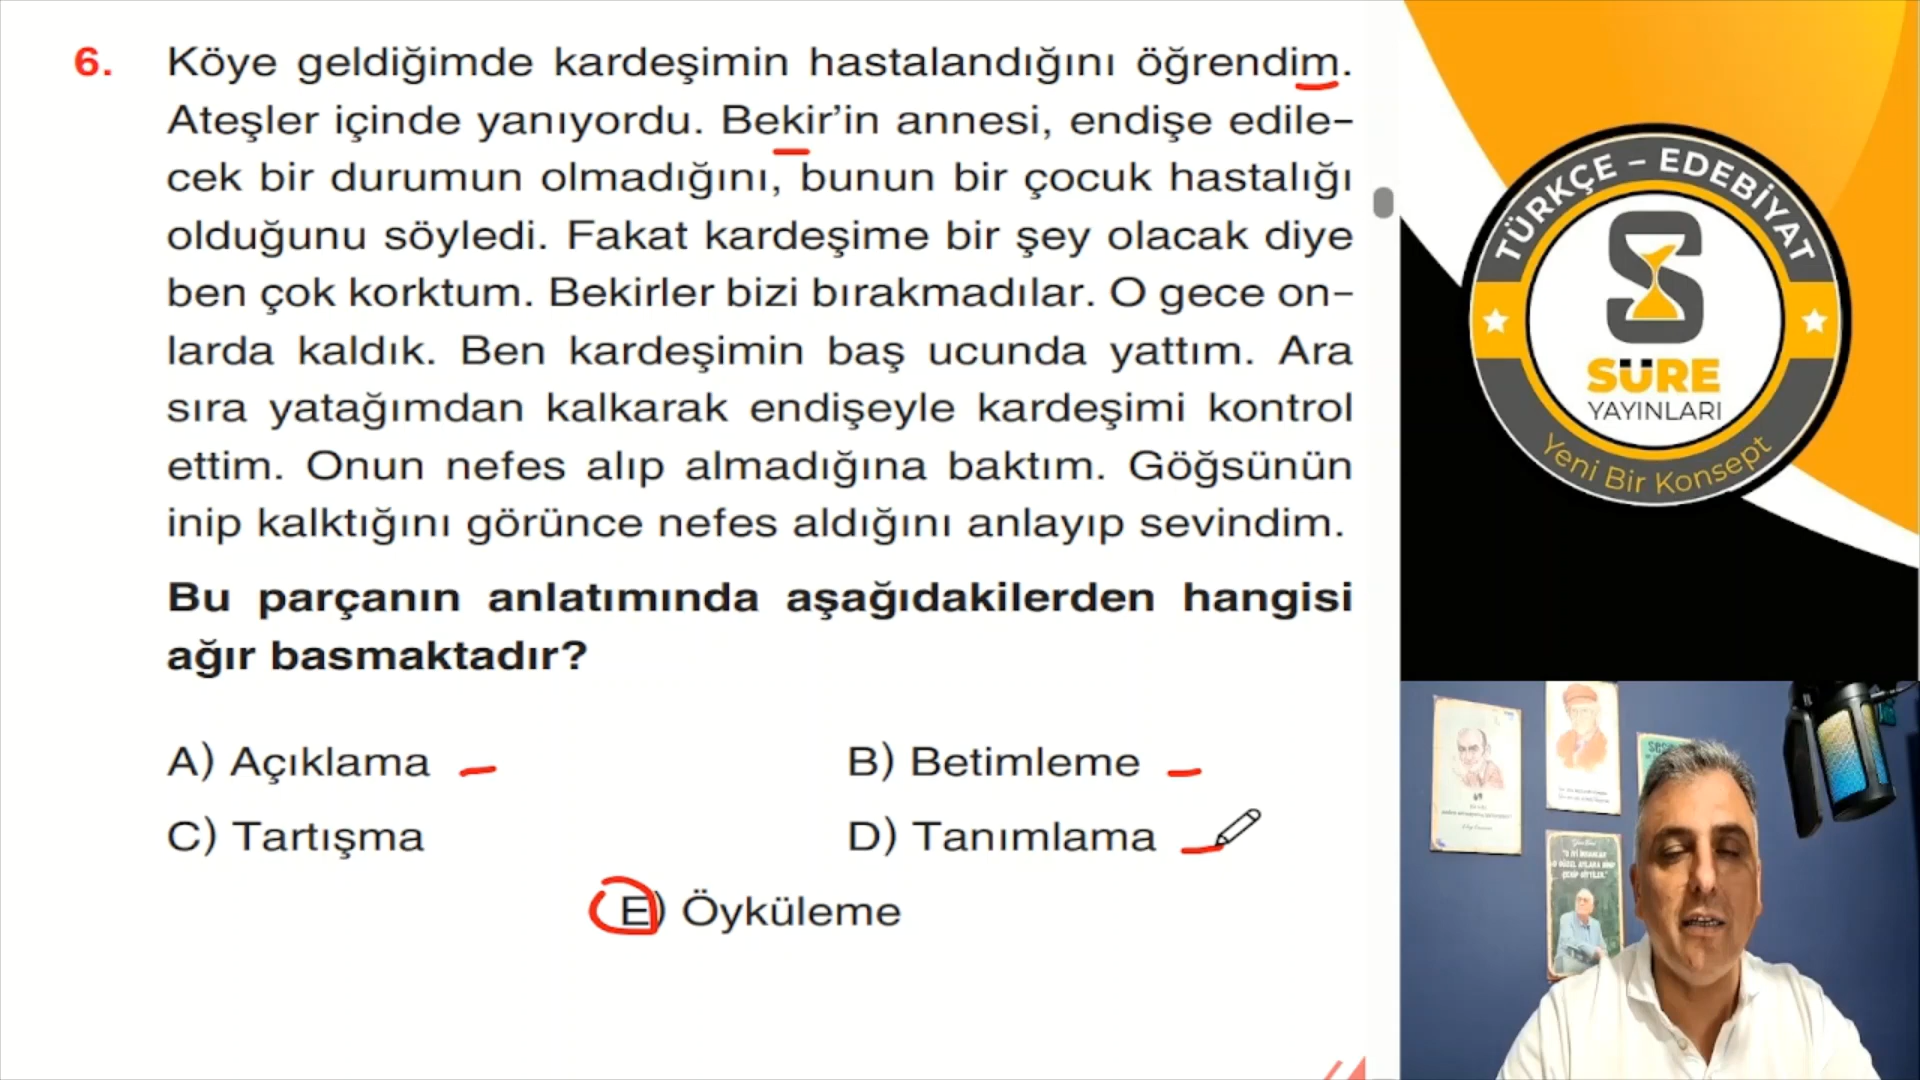 6. Köye geldiğimde kardeşimin hastalandığını öğrendim.
Ateşler içinde yanıyordu. Bekir'in annesi, endişe edile-
cek bir durumun olmadığını, bunun bir çocuk hastalığı
olduğunu söyledi. Fakat kardeşime bir şey olacak diye
ben çok korktum. Bekirler bizi bırakmadılar. O gece on-
larda kaldık. Ben kardeşimin baş ucunda yattım. Ara
sıra yatağımdan kalkarak endişeyle kardeşimi kontrol
ettim. Onun nefes alıp almadığına baktım. Göğsünün
inip kalktığını görünce nefes aldığını anlayıp sevindim.
Bu parçanın anlatımında aşağıdakilerden hangisi
ağır basmaktadır?
A) Açıklama
B) Betimleme
C) Tartışma
D) Tanımlama
E) Öyküleme
TÜRKÇE – EDEBİYAT
S
SÜRE
YAYINLARI
Yeni Bir Konsept